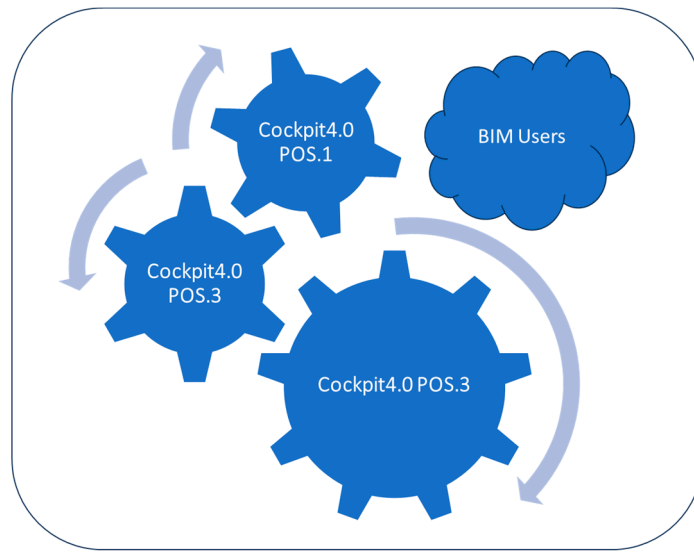 Cockpit4.0
POS.1
BIM Users
Cockpit4.0
POS.3
Cockpit4.0 POS.3